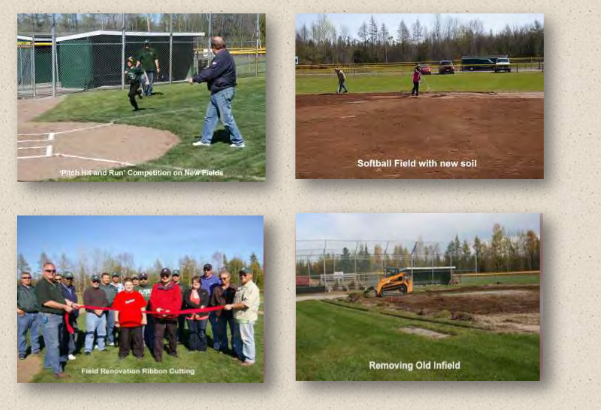 'Pitch Hit and Run' Competition on New Fields
Softball Field with new soil
Field Renovation Ribbon Cutting
Removing Old Infield